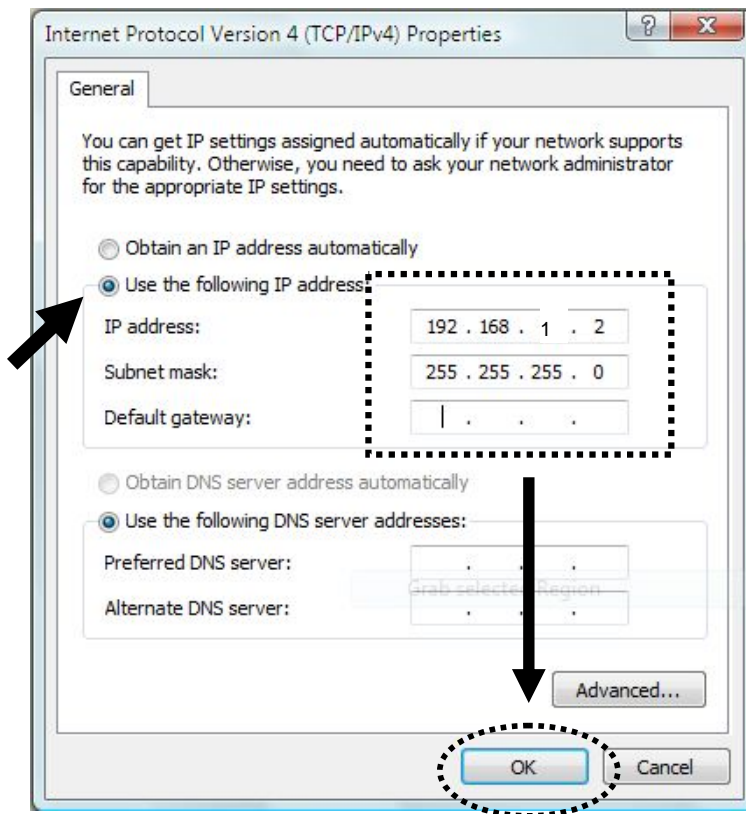 Internet Protocol Version 4 (TCP/IPv4) Properties
General
You can get IP settings assigned automatically if your network supports
this capability. Otherwise, you need to ask your network administrator
for the appropriate IP settings.
Obtain an IP address automatically
Use the following IP address:
IP address: 192 . 168 . 1 . 2
Subnet mask: 255 . 255 . 255 . 0
Default gateway: . . .
Obtain DNS server address automatically
Use the following DNS server addresses:
Preferred DNS server: . . .
Grab selected Region
Alternate DNS server: . . .
Advanced...
OK Cancel